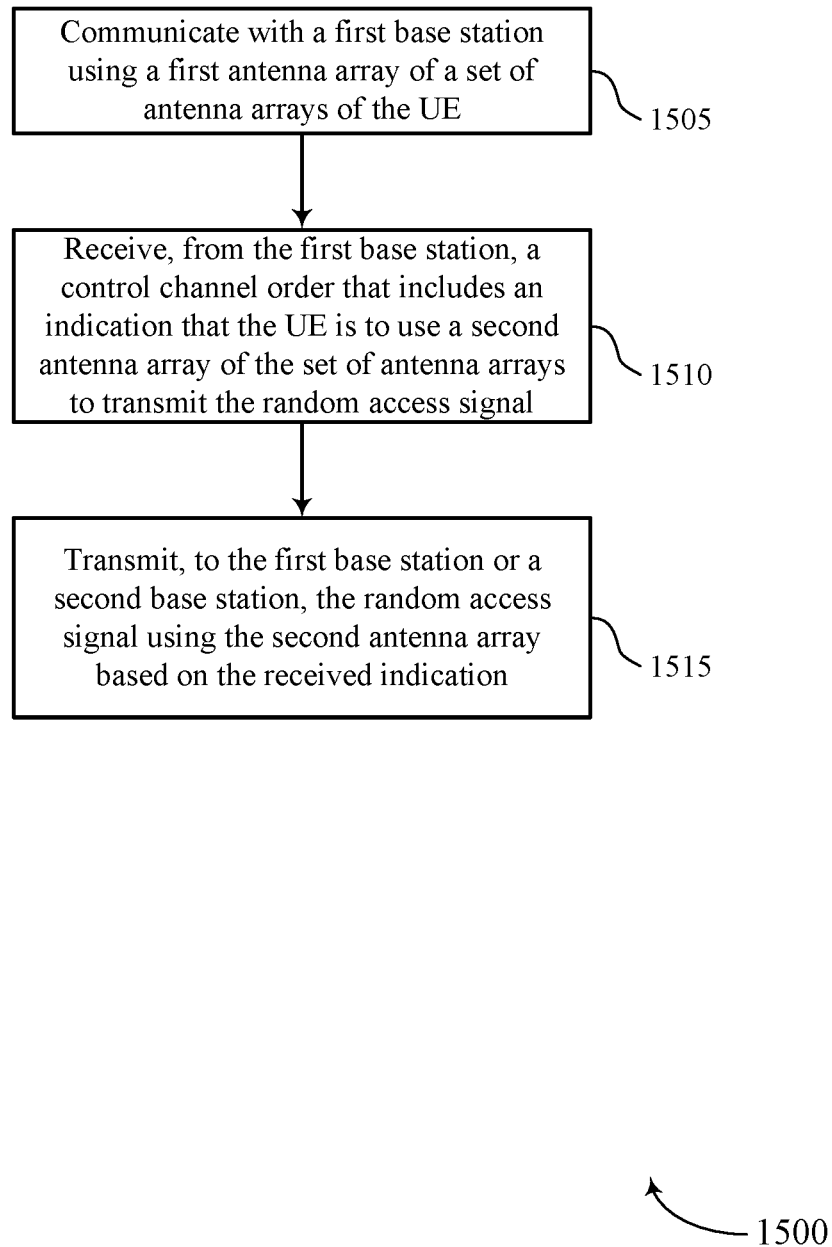 Communicate with a first base station
using a first antenna array of a set of
antenna arrays of the UE
1505
Receive, from the first base station, a
control channel order that includes an
indication that the UE is to use a second
antenna array of the set of antenna arrays
to transmit the random access signal
1510
Transmit, to the first base station or a
second base station, the random access
signal using the second antenna array
based on the received indication
1515
1500